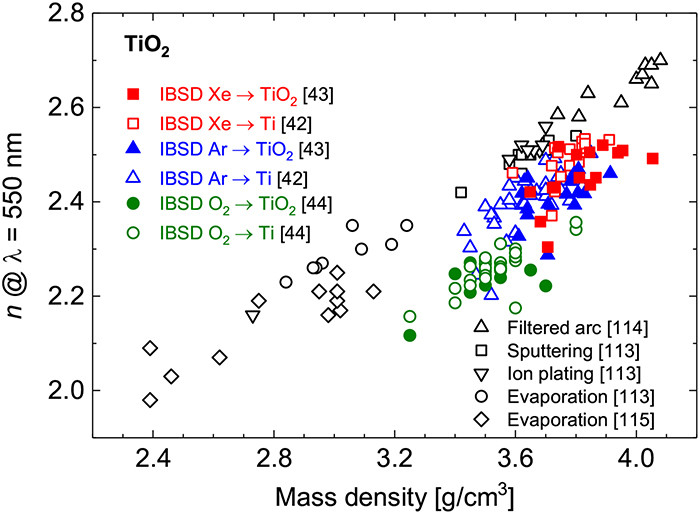 TiO₂
IBSD Xe → TiO₂ [43]
IBSD Xe → Ti [42]
IBSD Ar → TiO₂ [43]
IBSD Ar → Ti [42]
IBSD O₂ → TiO₂ [44]
IBSD O₂ → Ti [44]
Filtered arc [114]
Sputtering [113]
Ion plating [113]
Evaporation [113]
Evaporation [115]
n @ λ = 550 nm
2.8
2.6
2.4
2.2
2.0
2.4 2.8 3.2 3.6 4.0
Mass density [g/cm³]